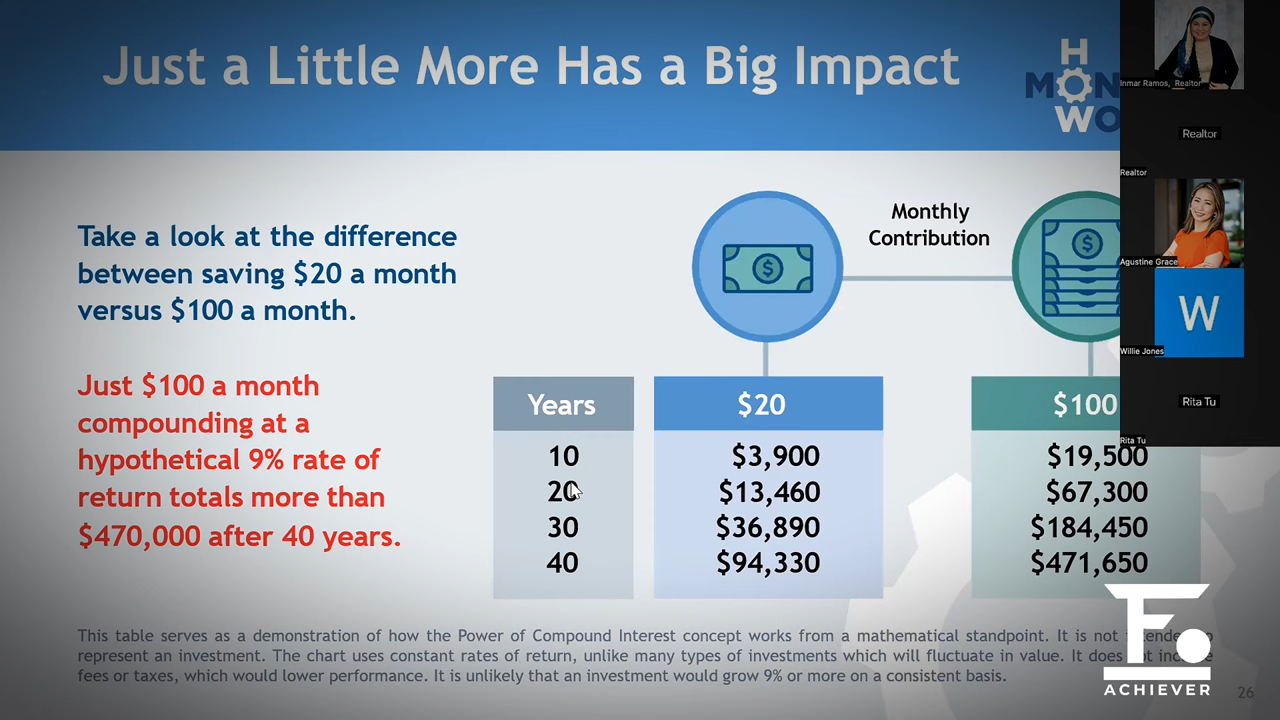 Just a Little More Has a Big Impact
H
MON
WO
Inmar Ramos, Realtor
Realtor
Realtor
Agustine Grace
W
Willie Jones
Rita Tu
Rita Tu
Take a look at the difference
between saving $20 a month
versus $100 a month.
Just $100 a month
compounding at a
hypothetical 9% rate of
return totals more than
$470,000 after 40 years.
Monthly
Contribution
Years $20 $100
10 $3,900 $19,500
20 $13,460 $67,300
30 $36,890 $184,450
40 $94,330 $471,650
This table serves as a demonstration of how the Power of Compound Interest concept works from a mathematical standpoint. It is not
represent an investment. The chart uses constant rates of return, unlike many types of investments which will fluctuate in value. It does
fees or taxes, which would lower performance. It is unlikely that an investment would grow 9% or more on a consistent basis.
ACHIEVER
26